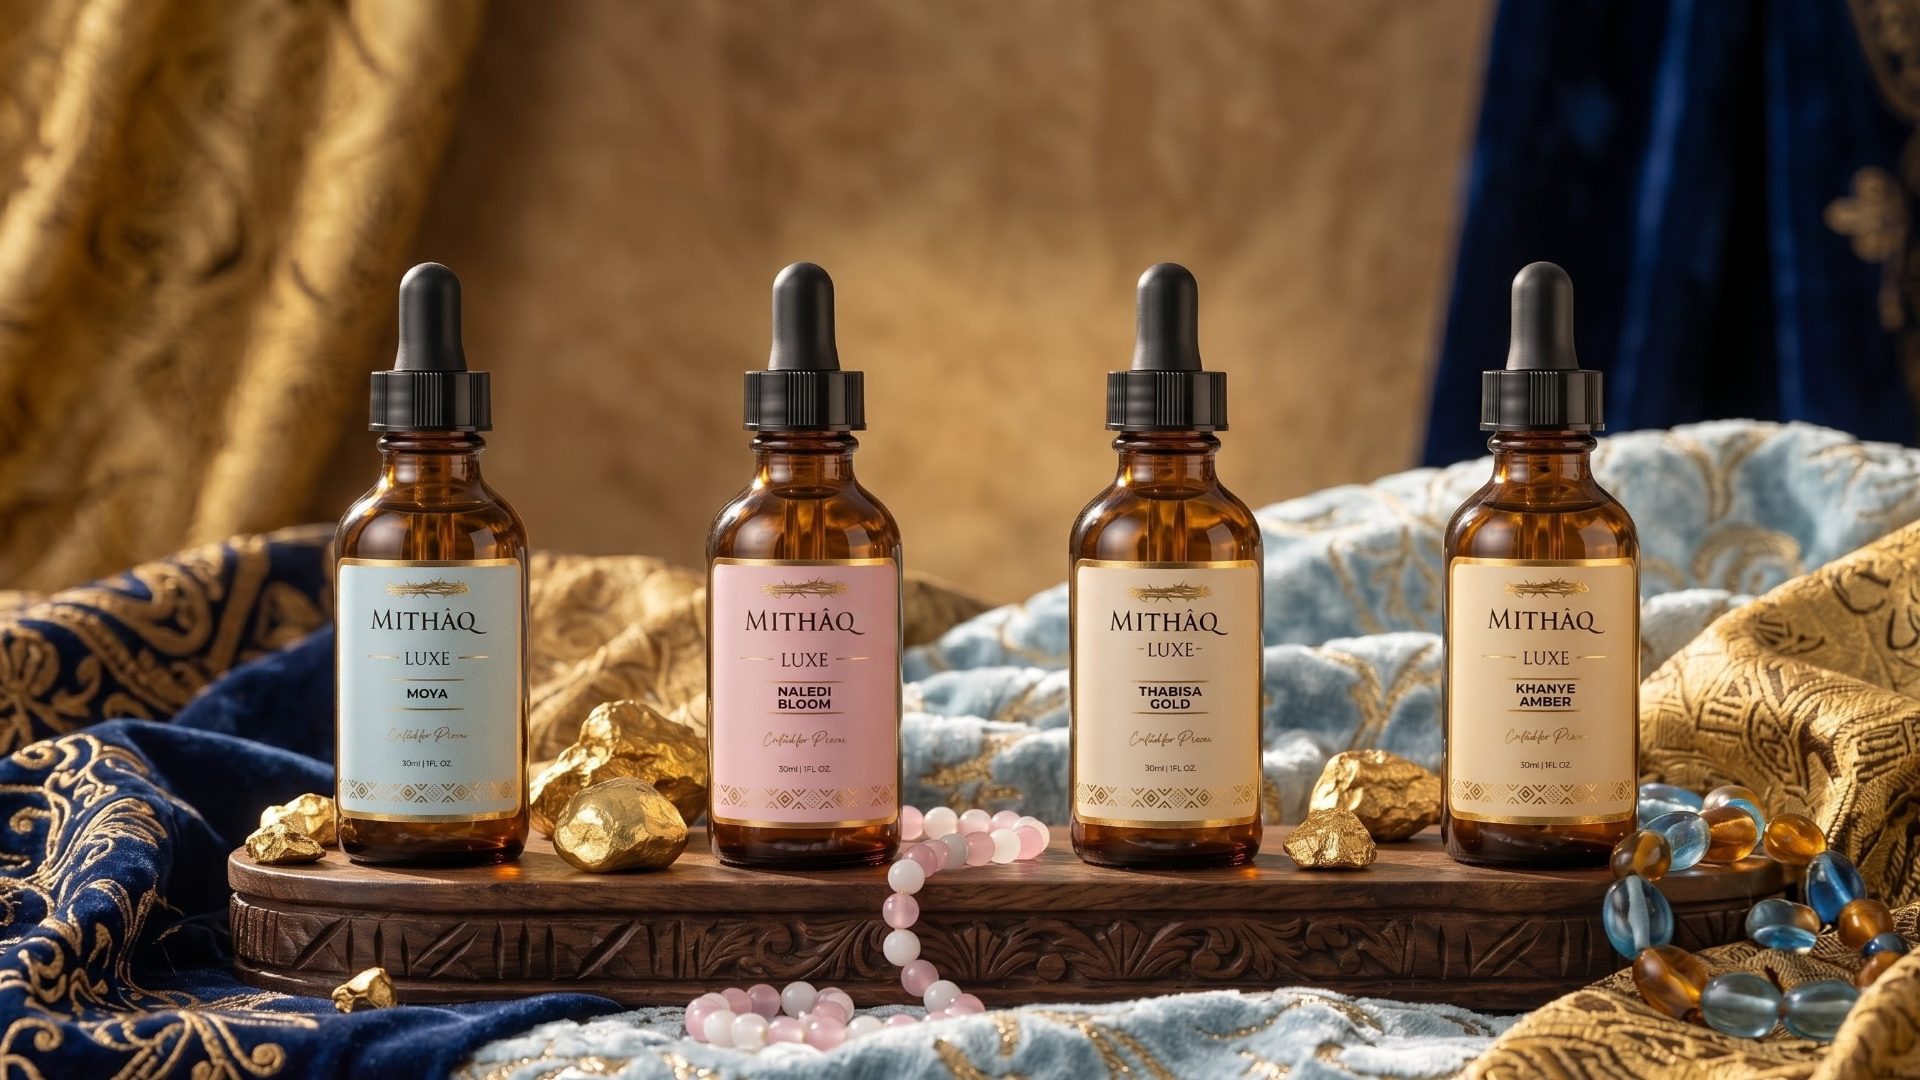 MITHÂQ
LUXE
MOYA
30ml | 1FL OZ.
MITHÂQ
LUXE
NALEDI
BLOOM
30ml | 1FL OZ.
MITHÂQ
-LUXE-
THABISA
GOLD
30ml | 1FL OZ.
MITHÂQ
LUXE
KHANYE
AMBER
30ml | 1FL OZ.